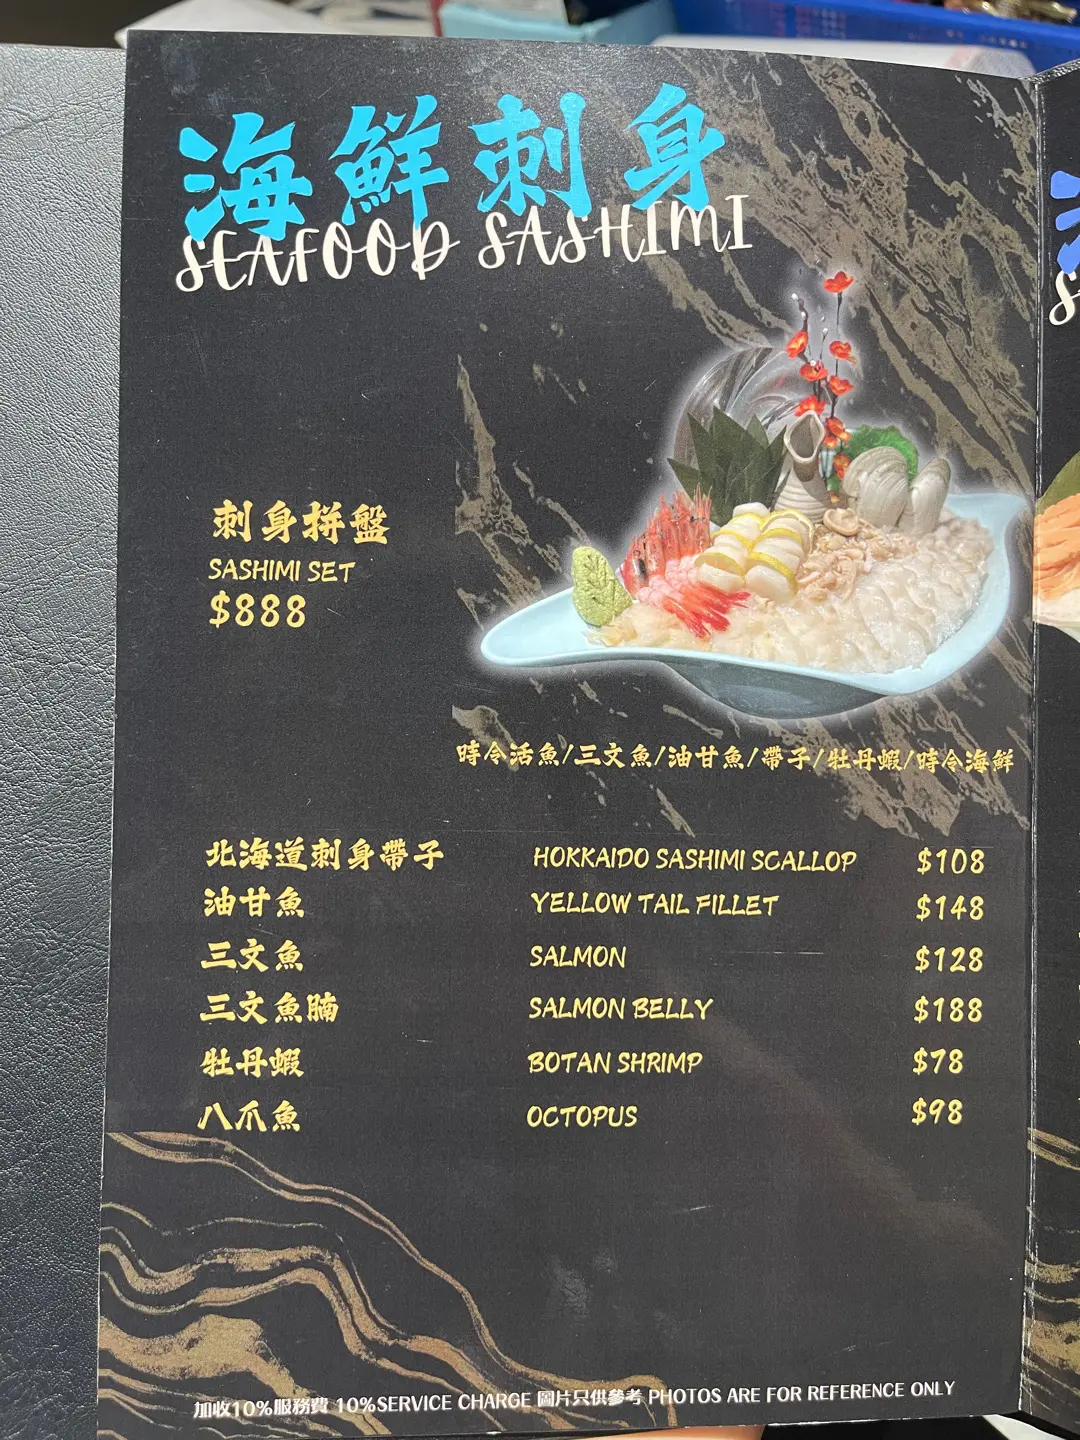 海鮮刺身
SEAFOOD SASHIMI
刺身拼盤
SASHIMI SET
$888
時令活魚/三文魚/油甘魚/帶子/牡丹蝦/時令海鮮
北海道刺身帶子 HOKKAIDO SASHIMI SCALLOP $108
油甘魚 YELLOW TAIL FILLET $148
三文魚 SALMON $128
三文魚腩 SALMON BELLY $188
牡丹蝦 BOTAN SHRIMP $78
八爪魚 OCTOPUS $98
加收10%服務費 10%SERVICE CHARGE 圖片只供參考 PHOTOS ARE FOR REFERENCE ONLY